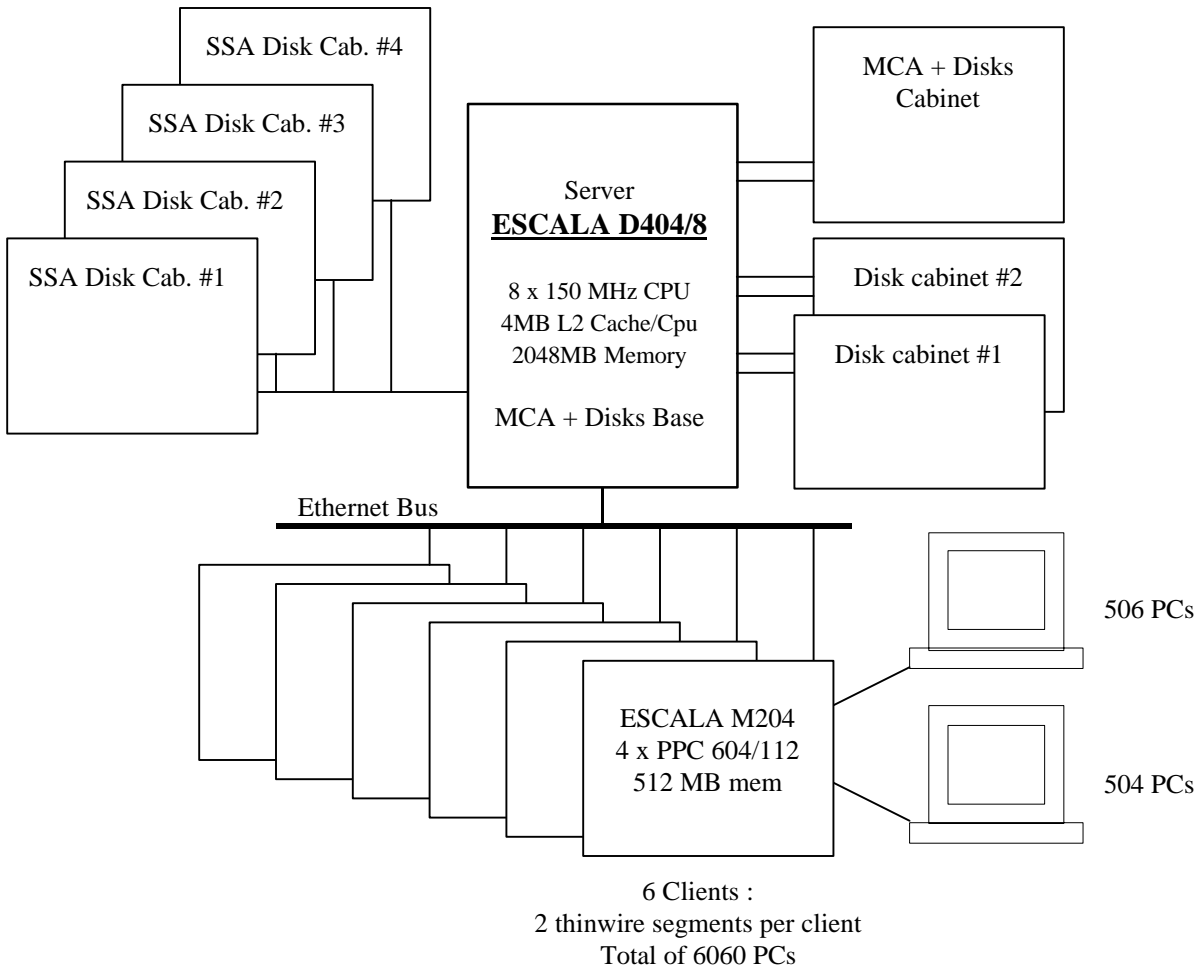 SSA Disk Cab. #4
SSA Disk Cab. #3
SSA Disk Cab. #2
SSA Disk Cab. #1
Server
ESCALA D404/8
8 x 150 MHz CPU
4MB L2 Cache/Cpu
2048MB Memory
MCA + Disks Base
MCA + Disks
Cabinet
Disk cabinet #2
Disk cabinet #1
Ethernet Bus
ESCALA M204
4 x PPC 604/112
512 MB mem
506 PCs
504 PCs
6 Clients :
2 thinwire segments per client
Total of 6060 PCs